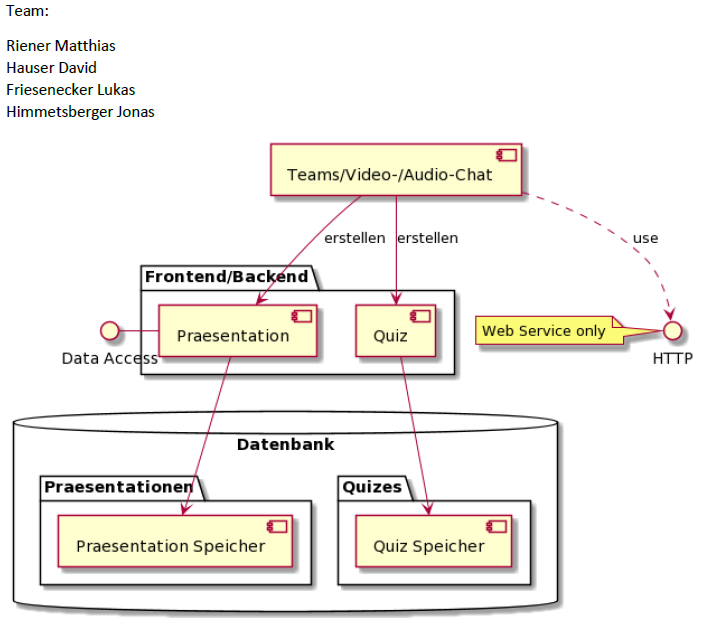 Team:
Riener Matthias
Hauser David
Friesenecker Lukas
Himmetsberger Jonas
Teams/Video-/Audio-Chat
erstellen
erstellen
use
Frontend/Backend
Praesentation
Quiz
Web Service only
Data Access
HTTP
Datenbank
Praesentationen
Quizes
Praesentation Speicher
Quiz Speicher